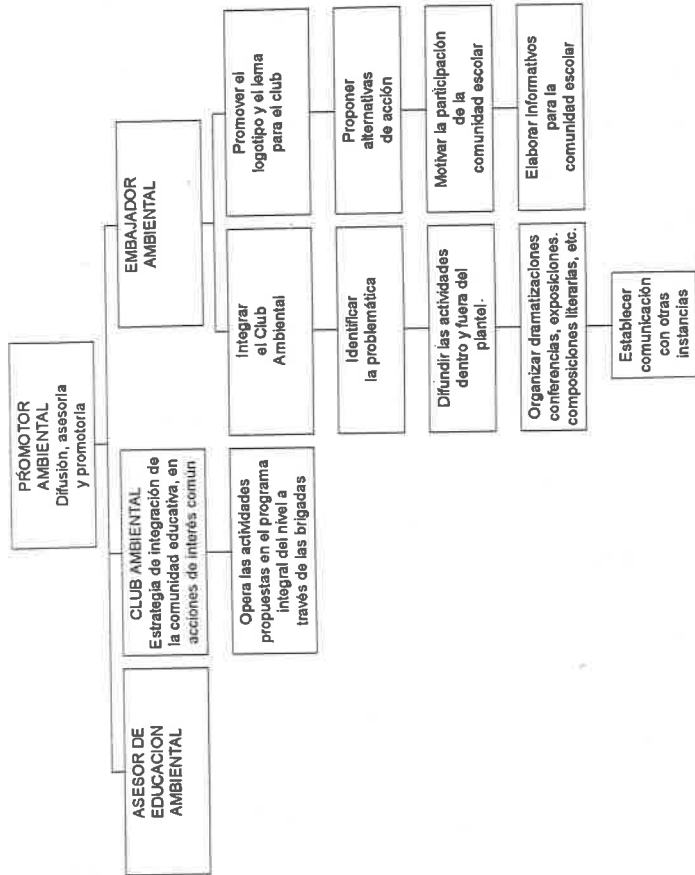 PROMOTOR
AMBIENTAL
Difusión, asesoría
y promotoría
ASESOR DE
EDUCACION
AMBIENTAL
CLUB AMBIENTAL
Estrategia de integración de
la comunidad educativa, en
acciones de interés común
Opera las actividades
propuestas en el programa
integral del nivel a
través de las brigadas
EMBAJADOR
AMBIENTAL
Integrar
el Club
Ambiental
Identificar
la problemática
Difundir las actividades
dentro y fuera del
plantel.
Organizar dramatizaciones
conferencias, exposiciones.
composiciones literarias, etc.
Establecer
comunicación
con otras
instancias
Promover el
logotipo y el lema
para el club
Proponer
alternativas
de acción
Motivar la participación
de la
comunidad escolar
Elaborar Informativos
para la
comunidad escolar